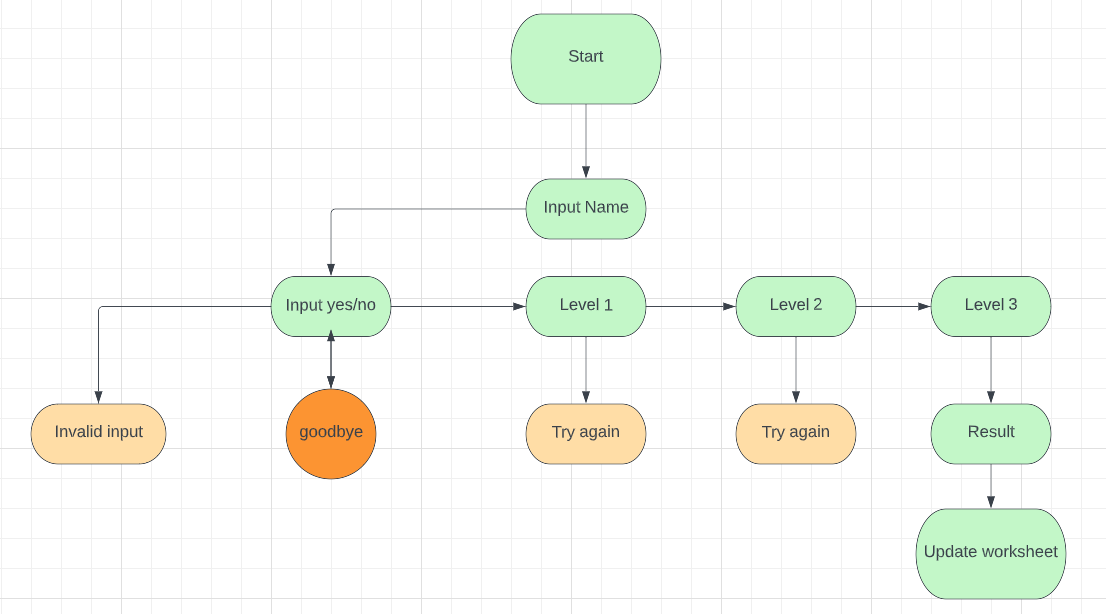 Start
Input Name
Input yes/no
Level 1
Level 2
Level 3
Invalid input
goodbye
Try again
Try again
Result
Update worksheet